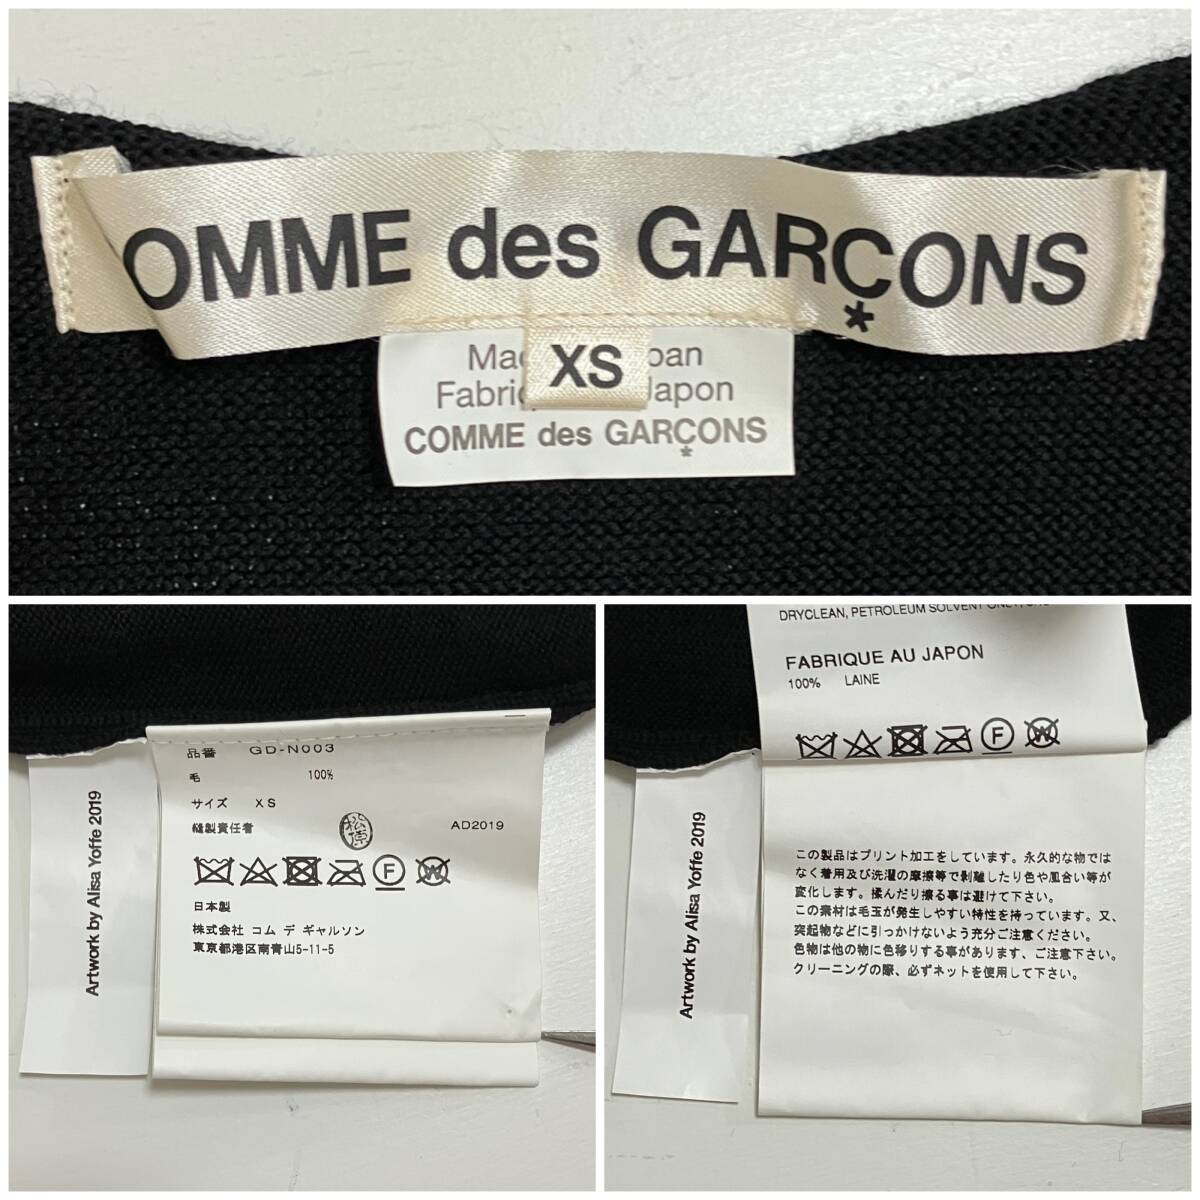 OMME des GARÇONS
*
XS
Japon
COMME des GARÇONS
*
品番 GD-N003
毛 100%
サイズ XS
縫製責任者 松原 AD2019
F W
日本製
株式会社 コム デ ギャルソン
東京都港区南青山5-11-5
Artwork by Alisa Yoffe 2019
DRYCLEAN, PETROLEUM SOLVENT
FABRIQUE AU JAPON
100% LAINE
F W
この製品はプリント加工をしています。永久的な物では
なく着用及び洗濯の摩擦等で剥離したり色や風合い等が
変化します。揉んだり擦る事は避けて下さい。
この素材は毛玉が発生しやすい特性を持っています。又、
突起物などに引っかけないよう充分ご注意ください。
色物は他の物に色移りする事があります、ご注意下さい。
クリーニングの際、必ずネットを使用して下さい。
Artwork by Alisa Yoffe 2019